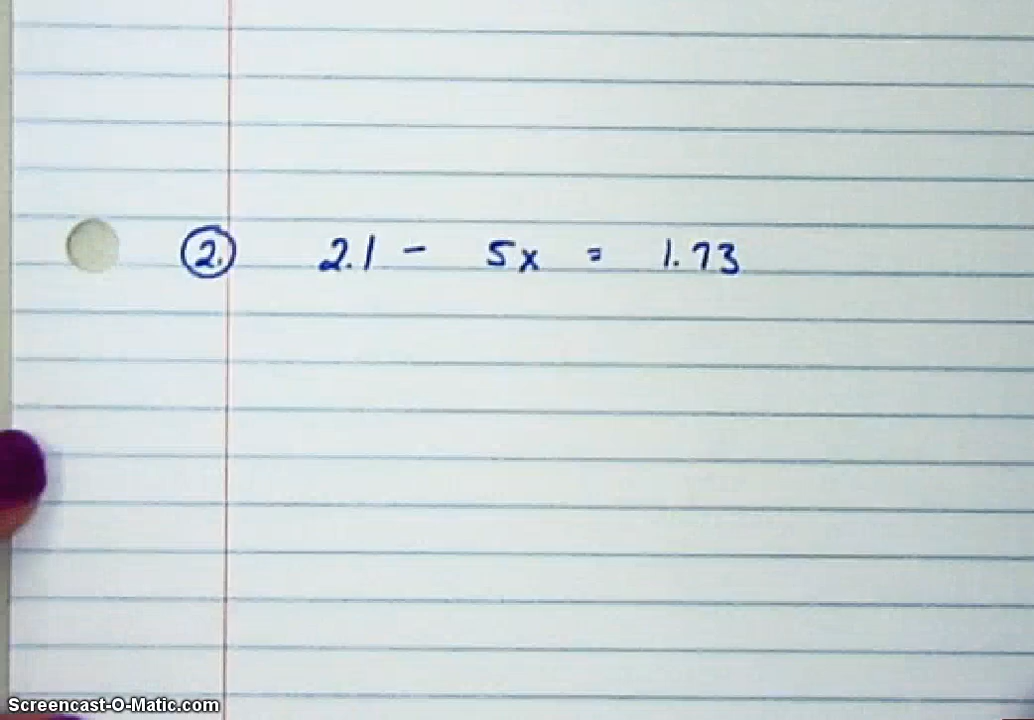 2. 2.1 - 5x = 1.73
Screencast-O-Matic.com